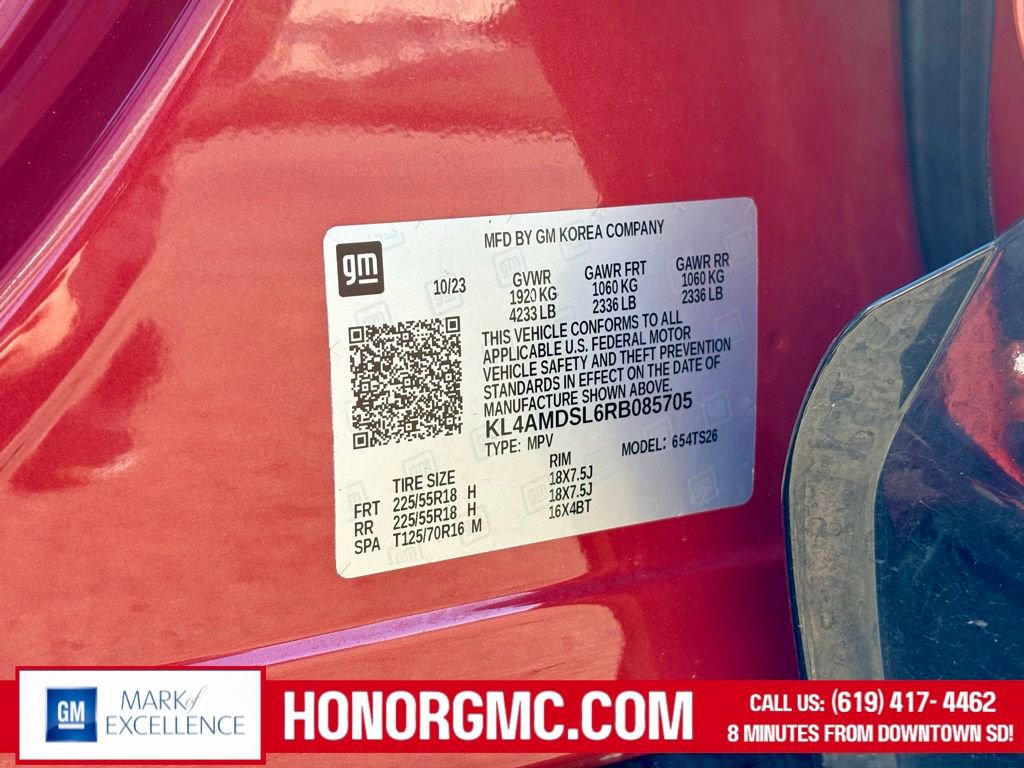 MFD BY GM KOREA COMPANY
gm
10/23
GVWR
1920 KG
4233 LB
GAWR FRT
1060 KG
2336 LB
GAWR RR
1060 KG
2336 LB
THIS VEHICLE CONFORMS TO ALL
APPLICABLE U.S. FEDERAL MOTOR
VEHICLE SAFETY AND THEFT PREVENTION
STANDARDS IN EFFECT ON THE DATE OF
MANUFACTURE SHOWN ABOVE.
KL4AMDSL6RB085705
TYPE: MPV MODEL: 654TS26
TIRE SIZE RIM
FRT 225/55R18 H 18X7.5J
RR 225/55R18 H 18X7.5J
SPA T125/70R16 M 16X4BT
GM
MARK of
EXCELLENCE
HONORGMC.COM
CALL US: (619) 417- 4462
8 MINUTES FROM DOWNTOWN SD!